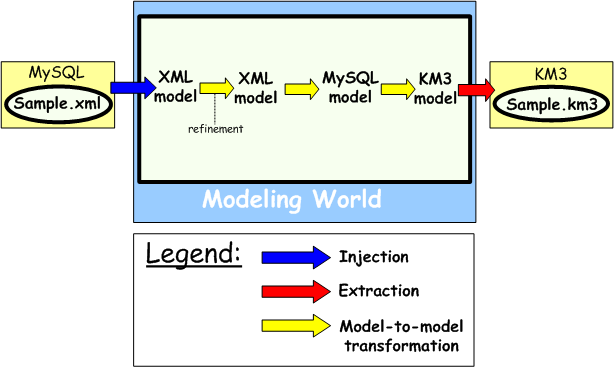 MySQL
Sample.xml
XML
model
XML
model
MySQL
model
KM3
model
refinement
KM3
Sample.km3
Modeling World
Legend:
Injection
Extraction
Model-to-model
transformation